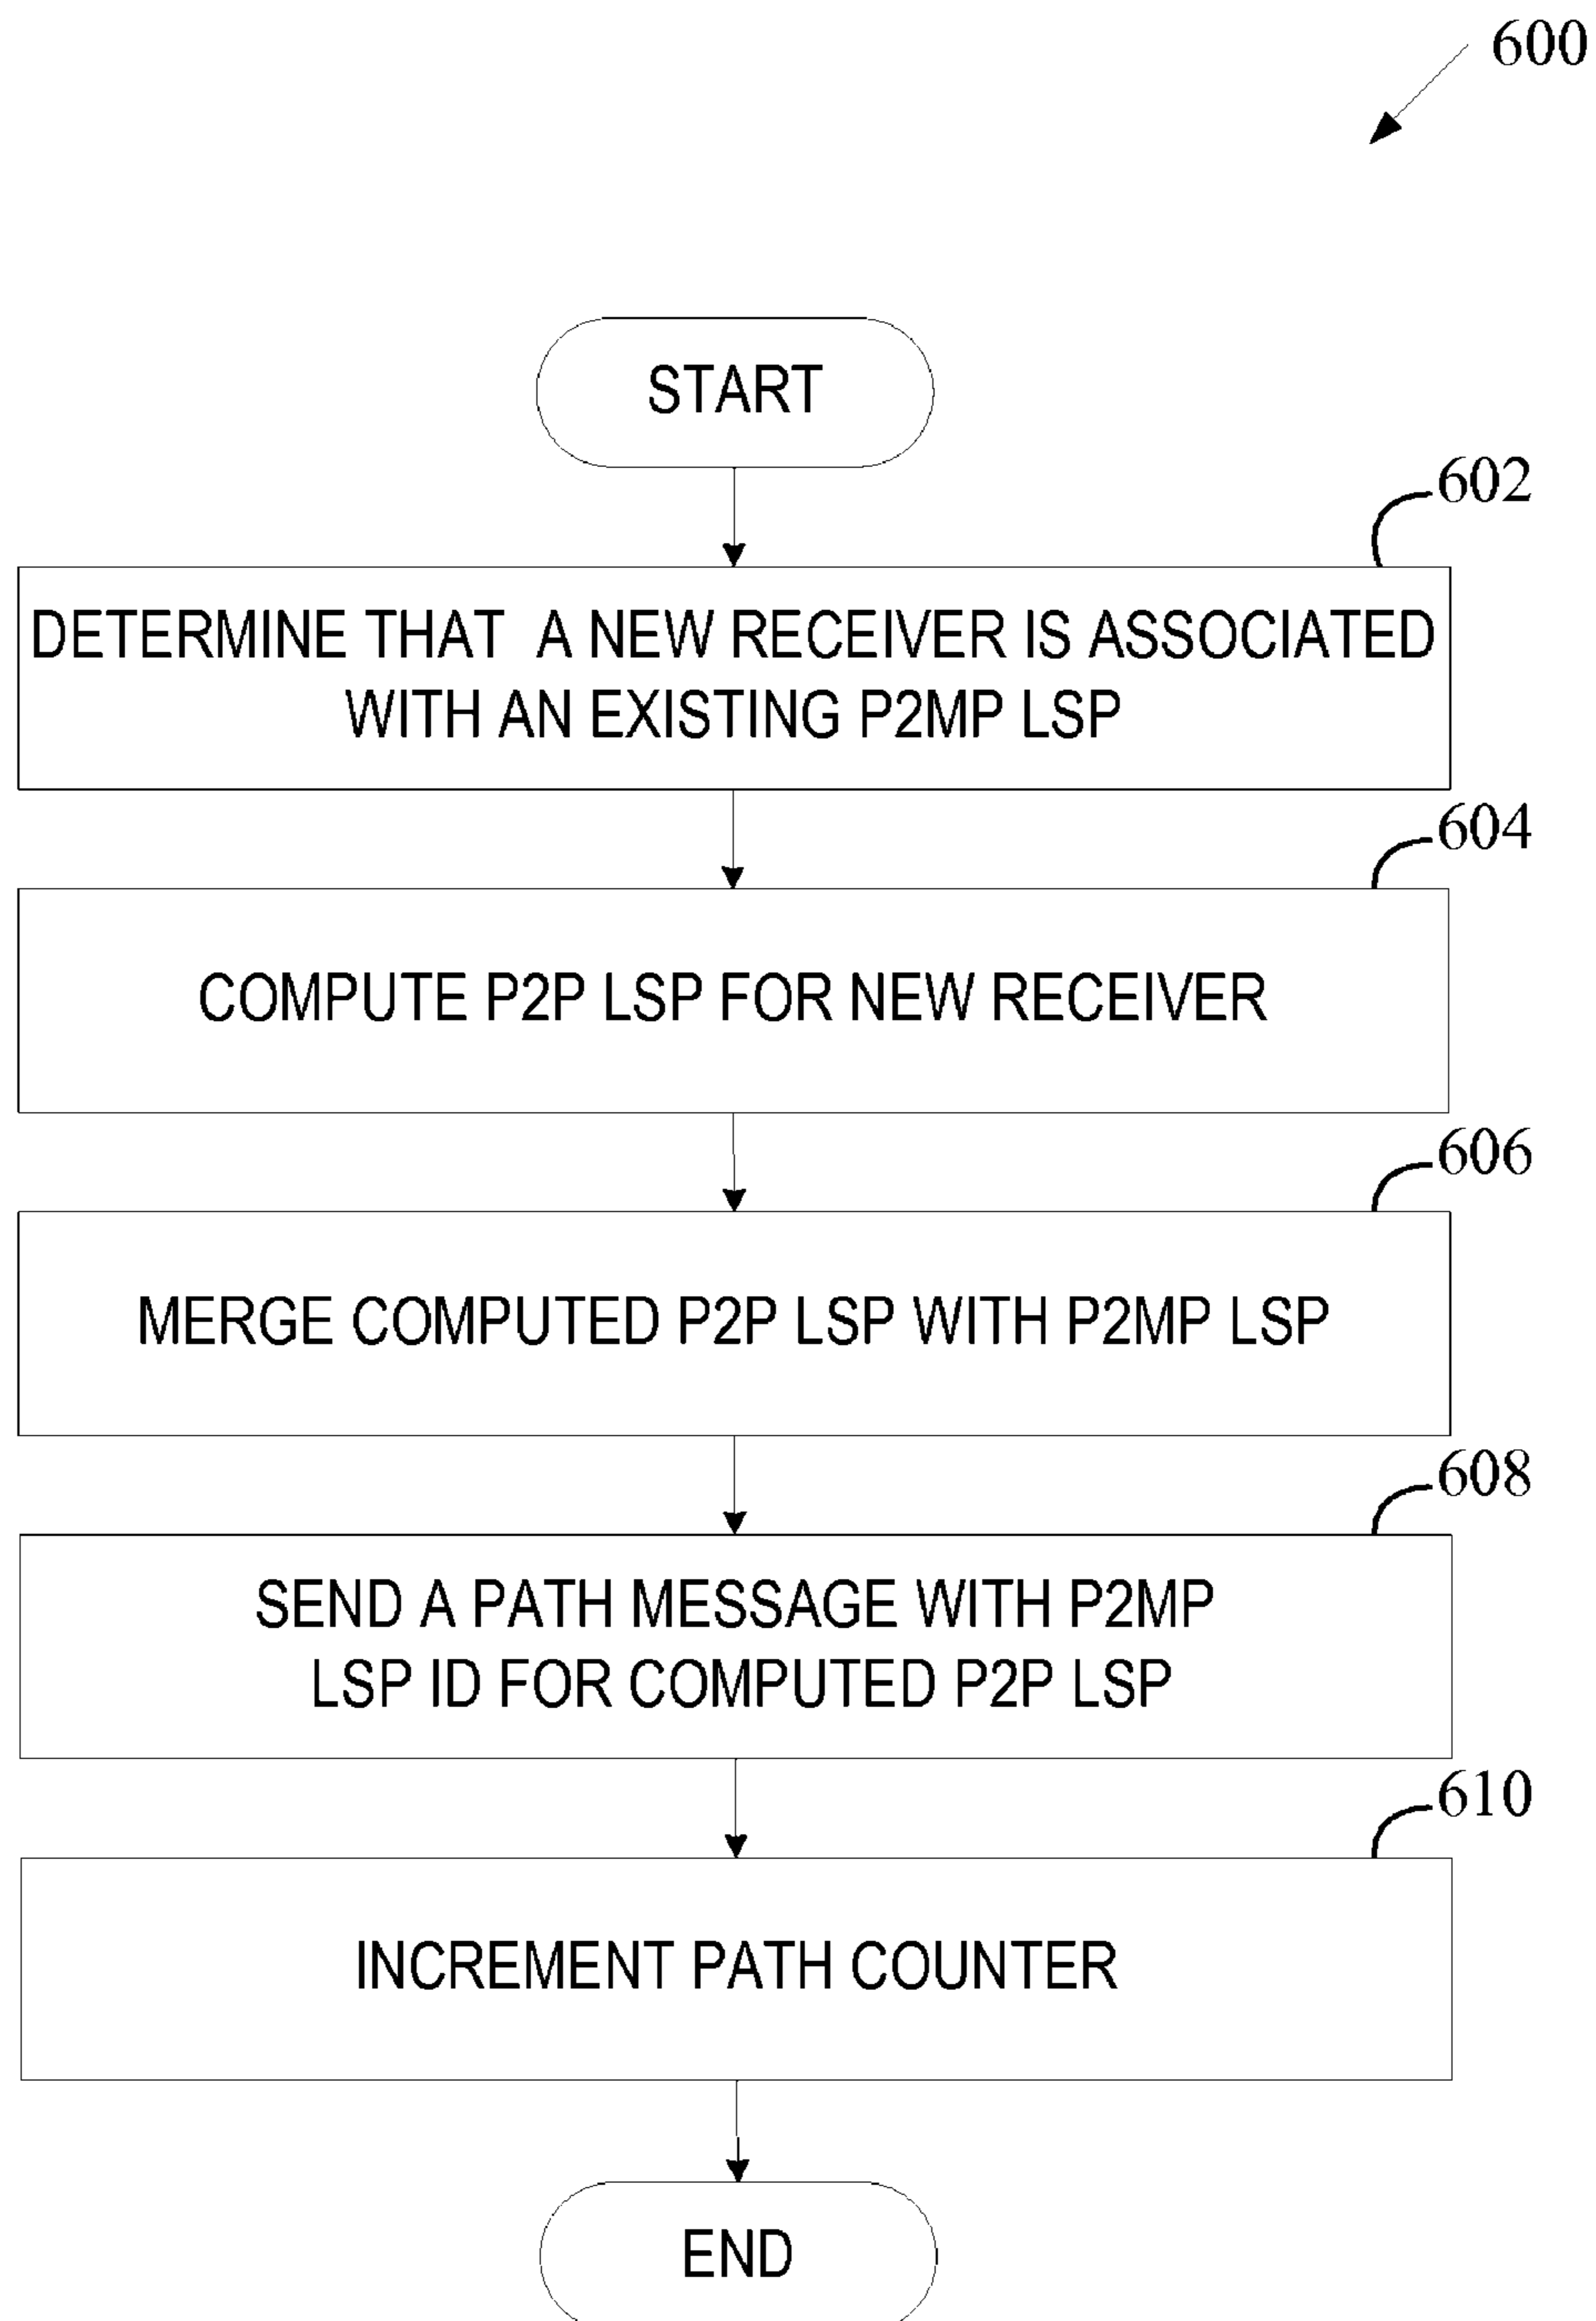 600
START
602
DETERMINE THAT A NEW RECEIVER IS ASSOCIATED
WITH AN EXISTING P2MP LSP
604
COMPUTE P2P LSP FOR NEW RECEIVER
606
MERGE COMPUTED P2P LSP WITH P2MP LSP
608
SEND A PATH MESSAGE WITH P2MP
LSP ID FOR COMPUTED P2P LSP
610
INCREMENT PATH COUNTER
END